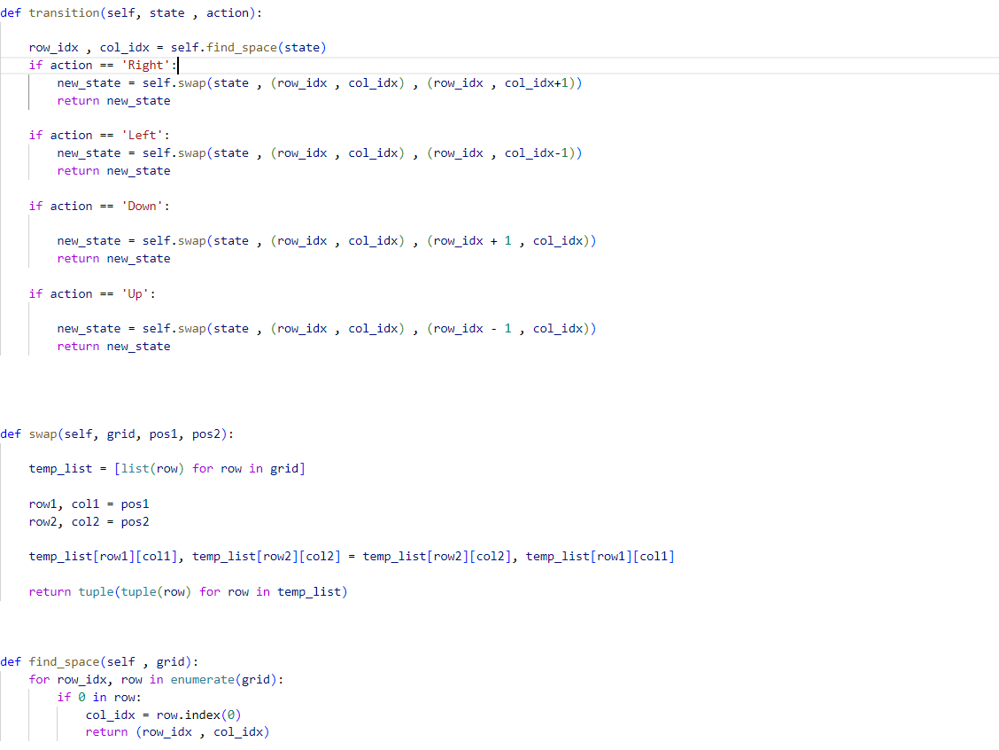 def transition(self, state , action):
row_idx , col_idx = self.find_space(state)
if action == 'Right':
new_state = self.swap(state , (row_idx , col_idx) , (row_idx , col_idx+1))
return new_state
if action == 'Left':
new_state = self.swap(state , (row_idx , col_idx) , (row_idx , col_idx-1))
return new_state
if action == 'Down':
new_state = self.swap(state , (row_idx , col_idx) , (row_idx + 1 , col_idx))
return new_state
if action == 'Up':
new_state = self.swap(state , (row_idx , col_idx) , (row_idx - 1 , col_idx))
return new_state
def swap(self, grid, pos1, pos2):
temp_list = [list(row) for row in grid]
row1, col1 = pos1
row2, col2 = pos2
temp_list[row1][col1], temp_list[row2][col2] = temp_list[row2][col2], temp_list[row1][col1]
return tuple(tuple(row) for row in temp_list)
def find_space(self , grid):
for row_idx, row in enumerate(grid):
if 0 in row:
col_idx = row.index(0)
return (row_idx , col_idx)